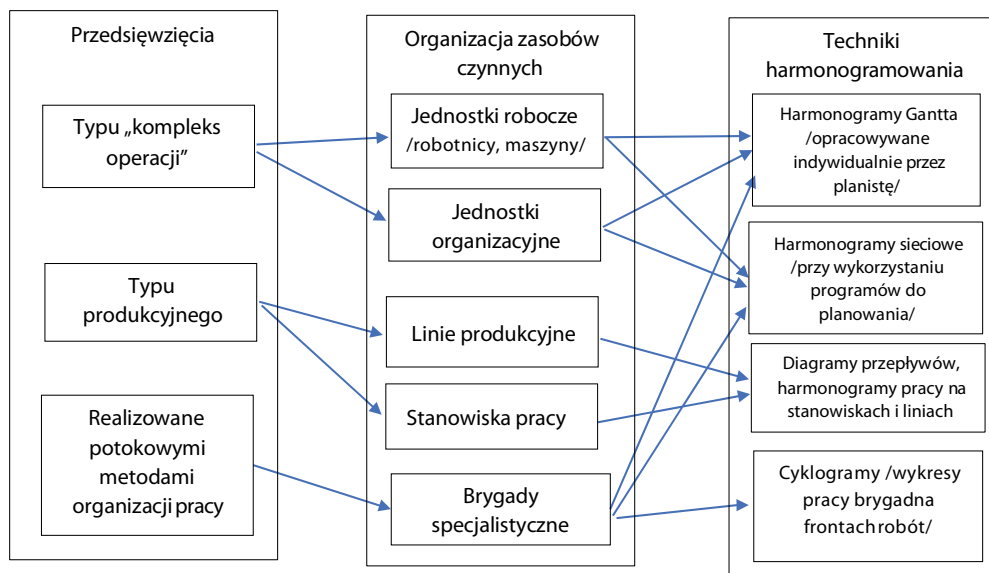 Przedsięwzięcia
Typu „kompleks
operacji”
Typu
produkcyjnego
Realizowane
potokowymi
metodami
organizacji pracy
Organizacja zasobów
czynnych
Jednostki robocze
/robotnicy, maszyny/
Jednostki
organizacyjne
Linie produkcyjne
Stanowiska pracy
Brygady
specjalistyczne
Techniki
harmonogramowania
Harmonogramy Gantta
/opracowywane
indywidualnie przez
planistę/
Harmonogramy sieciowe
/przy wykorzystaniu
programów do
planowania/
Diagramy przepływów,
harmonogramy pracy na
stanowiskach i liniach
Cyklogramy /wykresy
pracy brygadna
frontach robót/